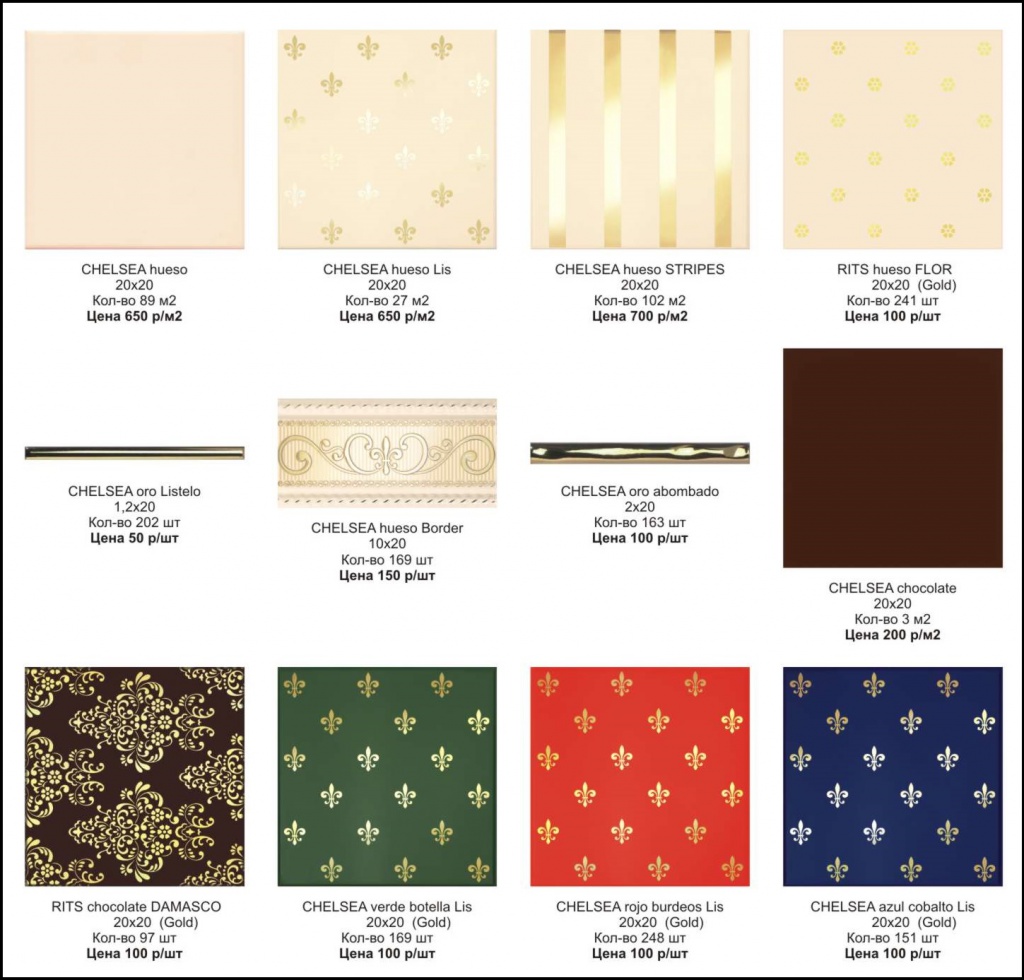 CHELSEA hueso
20x20
Кол-во 89 м2
Цена 650 р/м2
CHELSEA hueso Lis
20x20
Кол-во 27 м2
Цена 650 р/м2
CHELSEA hueso STRIPES
20x20
Кол-во 102 м2
Цена 700 р/м2
RITS hueso FLOR
20x20 (Gold)
Кол-во 241 шт
Цена 100 р/шт
CHELSEA oro Listelo
1,2x20
Кол-во 202 шт
Цена 50 р/шт
CHELSEA hueso Border
10x20
Кол-во 169 шт
Цена 150 р/шт
CHELSEA oro abombado
2x20
Кол-во 163 шт
Цена 100 р/шт
CHELSEA chocolate
20x20
Кол-во 3 м2
Цена 200 р/м2
RITS chocolate DAMASCO
20x20 (Gold)
Кол-во 97 шт
Цена 100 р/шт
CHELSEA verde botella Lis
20x20 (Gold)
Кол-во 169 шт
Цена 100 р/шт
CHELSEA rojo burdeos Lis
20x20 (Gold)
Кол-во 248 шт
Цена 100 р/шт
CHELSEA azul cobalto Lis
20x20 (Gold)
Кол-во 151 шт
Цена 100 р/шт